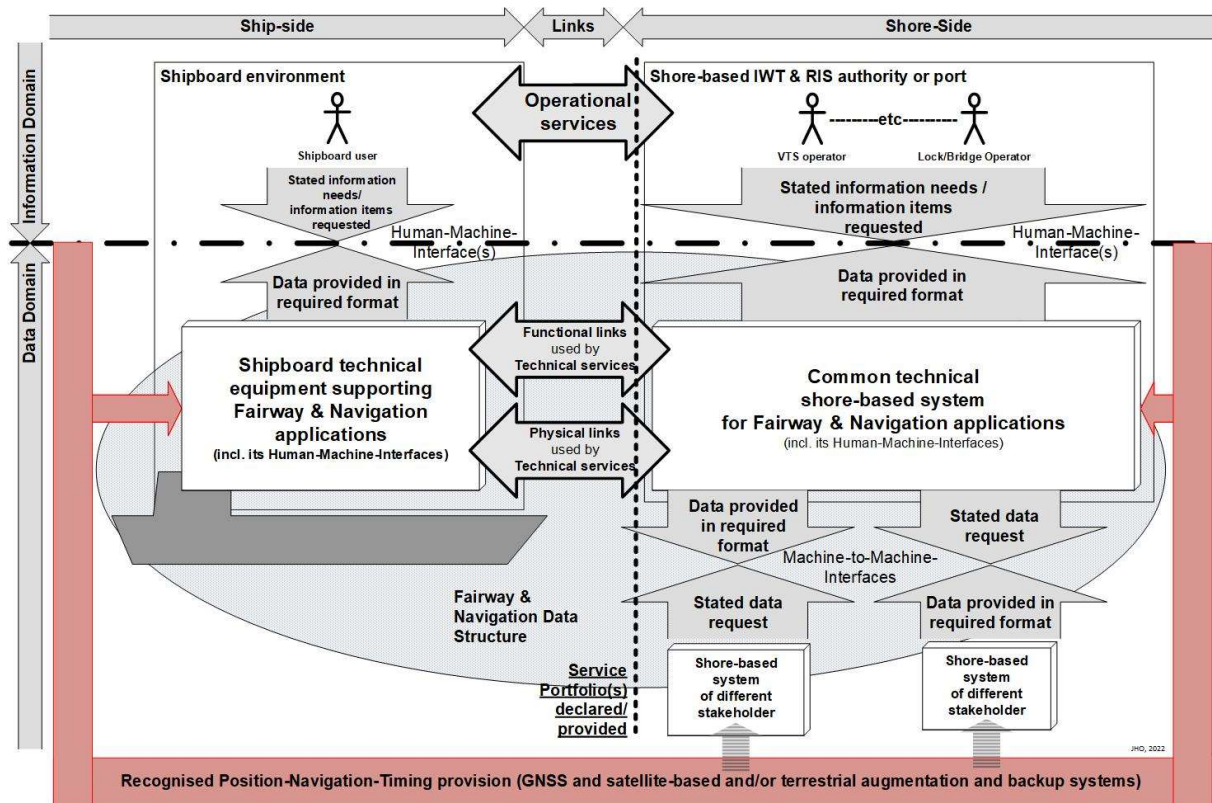 Ship-side
Links
Shore-Side
Information Domain
Data Domain
Shipboard environment
Operational
services
Shore-based IWT & RIS authority or port
Shipboard user
VTS operator
----------etc----------
Lock/Bridge Operator
Stated information
needs/
information items
requested
Human-Machine-
Interface(s)
Stated information needs /
information items
requested
Human-Machine-
Interface(s)
Data provided in
required format
Data provided in
required format
Shipboard technical
equipment supporting
Fairway & Navigation
applications
(incl. its Human-Machine-Interfaces)
Functional links
used by
Technical services
Physical links
used by
Technical services
Common technical
shore-based system
for Fairway & Navigation applications
(incl. its Human-Machine-Interfaces)
Data provided
in required
format
Stated data
request
Machine-to-Machine-
Interfaces
Stated data
request
Data provided in
required format
Fairway &
Navigation Data
Structure
Service
Portfolio(s)
declared/
provided
Shore-based
system
of different
stakeholder
Shore-based
system
of different
stakeholder
JHO, 2022
Recognised Position-Navigation-Timing provision (GNSS and satellite-based and/or terrestrial augmentation and backup systems)